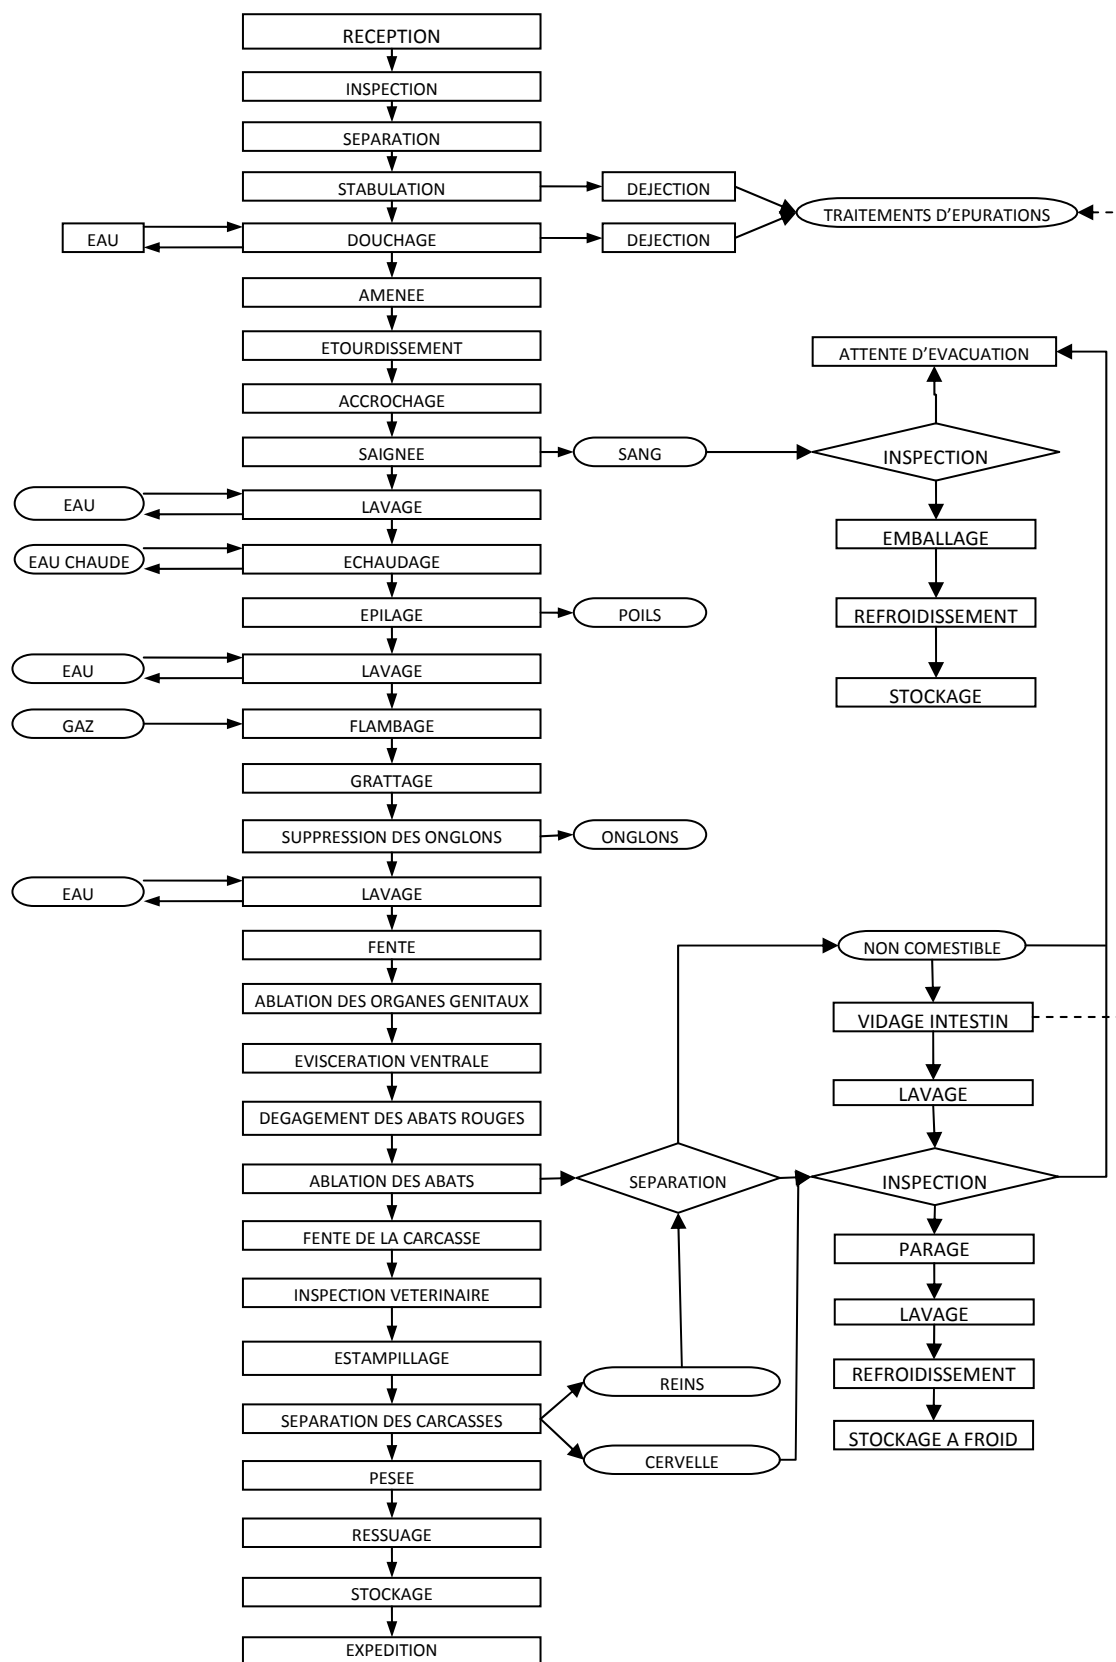 RECEPTION
INSPECTION
SEPARATION
STABULATION
DEJECTION
TRAITEMENTS D'EPURATIONS
EAU
DOUCHAGE
DEJECTION
AMENEE
ETOURDISSEMENT
ATTENTE D'EVACUATION
ACCROCHAGE
SAIGNEE
SANG
INSPECTION
EAU
LAVAGE
EMBALLAGE
EAU CHAUDE
ECHAUDAGE
EPILAGE
POILS
REFROIDISSEMENT
EAU
LAVAGE
STOCKAGE
GAZ
FLAMBAGE
GRATTAGE
SUPPRESSION DES ONGLONS
ONGLONS
EAU
LAVAGE
FENTE
NON COMESTIBLE
ABLATION DES ORGANES GENITAUX
VIDAGE INTESTIN
EVISCERATION VENTRALE
LAVAGE
DEGAGEMENT DES ABATS ROUGES
ABLATION DES ABATS
SEPARATION
INSPECTION
FENTE DE LA CARCASSE
PARAGE
INSPECTION VETERINAIRE
LAVAGE
ESTAMPILLAGE
REINS
REFROIDISSEMENT
SEPARATION DES CARCASSES
STOCKAGE A FROID
CERVELLE
PESEE
RESSUAGE
STOCKAGE
EXPEDITION